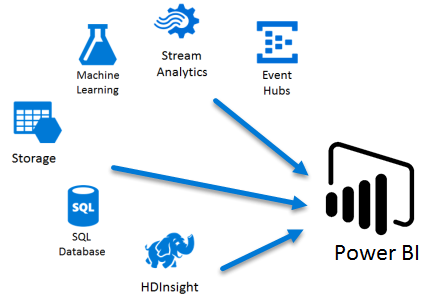 Stream
Analytics
Machine
Learning
Event
Hubs
Storage
SQL
SQL
Database
HDInsight
Power BI